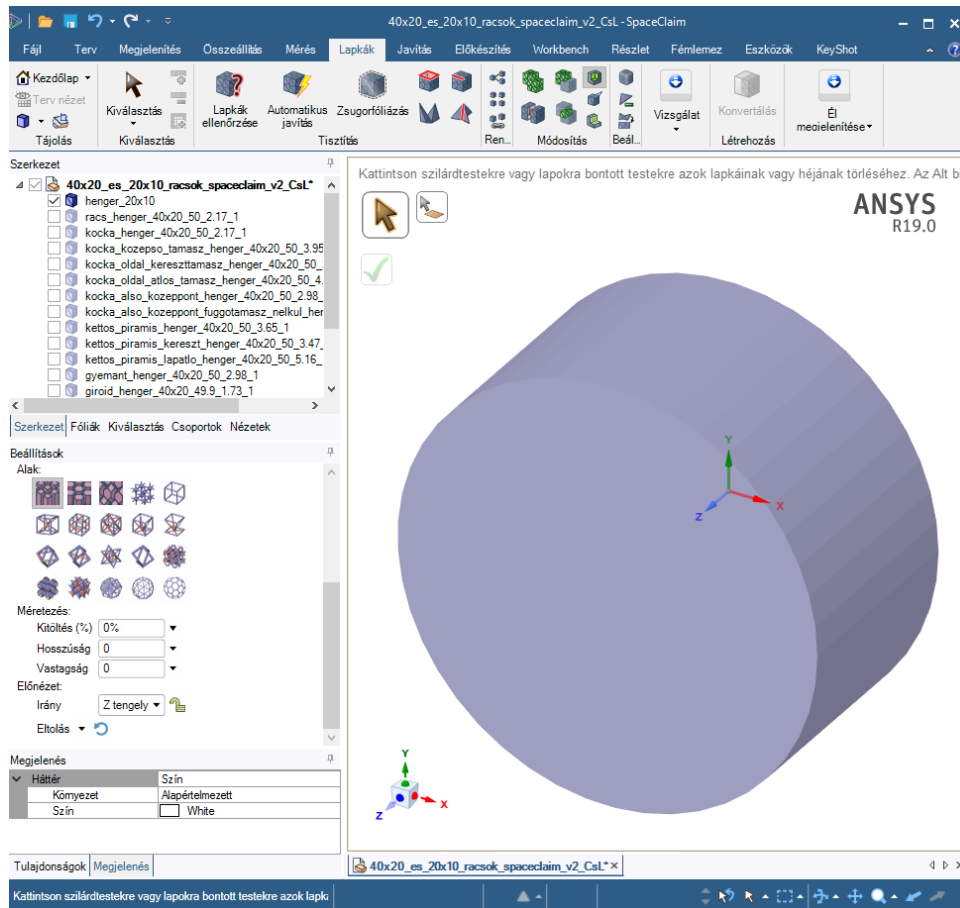 40x20_es_20x10_racsok_spaceclaim_v2_CsL - SpaceClaim
Fájl Terv Megjelenítés Összeállítás Mérés Lapkák Javítás Előkészítés Workbench Részlet Fémlemez Eszközök KeyShot
Kezdőlap
Terv nézet
Tájolás
Kiválasztás
Kiválasztás
Lapkák ellenőrzése
Automatikus javítás
Zsugorfóliázás
Tisztítás
Ren...
Módosítás
Beál...
Vizsgálat
Konvertálás
Létrehozás
Él megjelenítése
Szerkezet
40x20_es_20x10_racsok_spaceclaim_v2_CsL*
henger_20x10
racs_henger_40x20_50_2.17_1
kocka_henger_40x20_50_2.17_1
kocka_kozepso_tamasz_henger_40x20_50_3.95
kocka_oldal_kereszttamasz_henger_40x20_50_
kocka_oldal_atlos_tamasz_henger_40x20_50_4.
kocka_also_kozeppont_henger_40x20_50_2.98_
kocka_also_kozeppont_fuggotamasz_nelkul_hen
kettos_piramis_henger_40x20_50_3.65_1
kettos_piramis_kereszt_henger_40x20_50_3.47_
kettos_piramis_lapatlo_henger_40x20_50_5.16_
gyemant_henger_40x20_50_2.98_1
giroid_henger_40x20_49.9_1.73_1
Szerkezet Fóliák Kiválasztás Csoportok Nézetek
Beállítások
Alak:
Méretezés:
Kitöltés (%) 0%
Hosszúság 0
Vastagság 0
Előnézet:
Irány Z tengely
Eltolás
Megjelenés
Háttér Szín
Környezet Alapértelmezett
Szín White
Tulajdonságok Megjelenés
Kattintson szilárdtestekre vagy lapokra bontott testekre azok lapkáinak vagy héjának törléséhez. Az Alt b
ANSYS
R19.0
Y
X
Z
Y
X
Z
40x20_es_20x10_racsok_spaceclaim_v2_CsL*
Kattintson szilárdtestekre vagy lapokra bontott testekre azok lapk